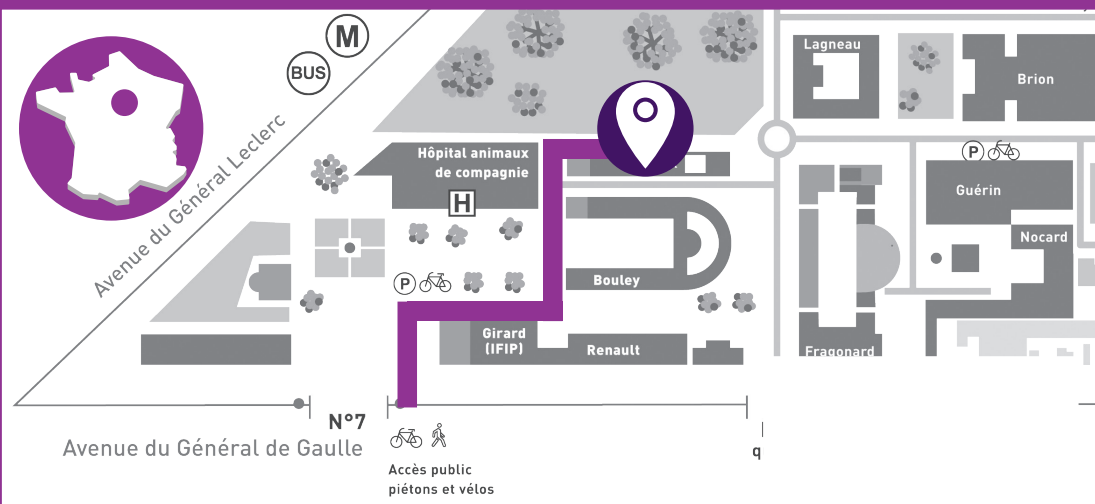 M
BUS
Avenue du Général Leclerc
Lagneau
Brion
Hôpital animaux
de compagnie
H
P
Guérin
Nocard
P
Bouley
Girard
(IFIP)
Renault
Fragonard
N°7
Avenue du Général de Gaulle
q
Accès public
piétons et vélos